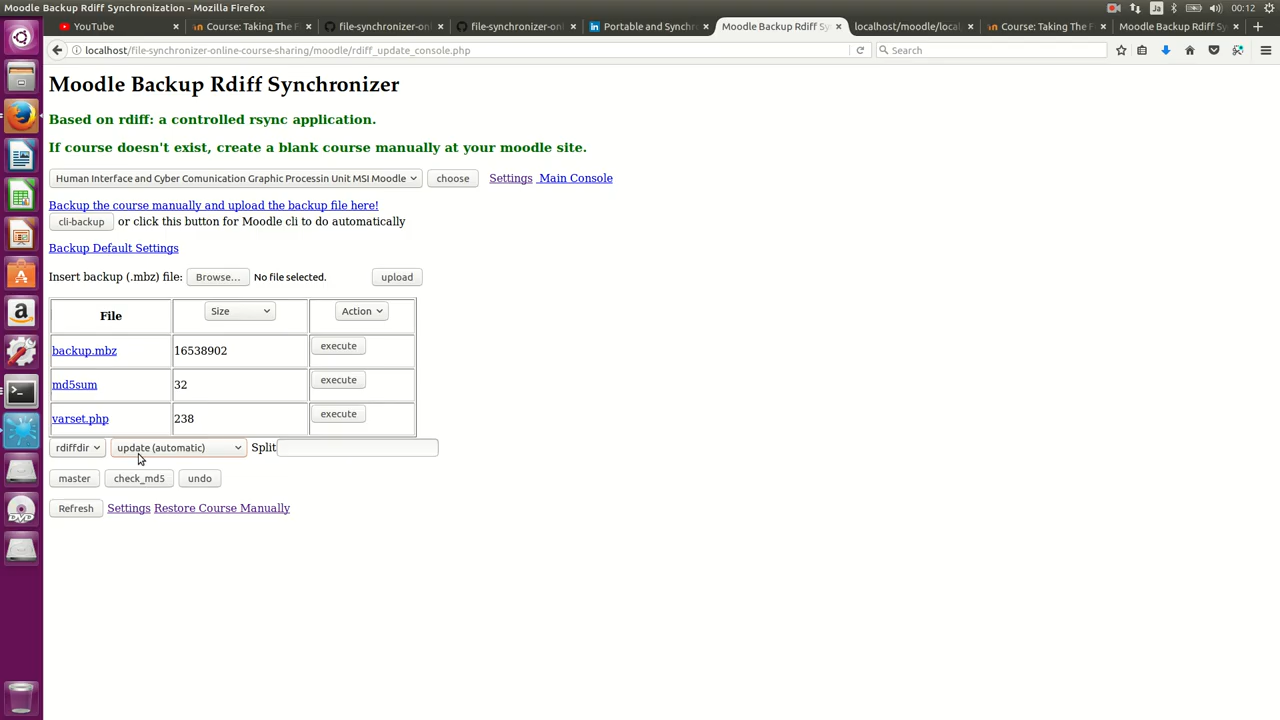 Moodle Backup Rdiff Synchronization - Mozilla Firefox
Ja
00:12
YouTube
Course: Taking The F
file-synchronizer-onl
file-synchronizer-onl
Portable and Synchr
Moodle Backup Rdiff Sy
localhost/moodle/local
Course: Taking The F
Moodle Backup Rdiff Sy
localhost/file-synchronizer-online-course-sharing/moodle/rdiff_update_console.php
Search
Moodle Backup Rdiff Synchronizer
Based on rdiff: a controlled rsync application.
If course doesn't exist, create a blank course manually at your moodle site.
Human Interface and Cyber Comunication Graphic Processin Unit MSI Moodle choose Settings Main Console
Backup the course manually and upload the backup file here!
cli-backup or click this button for Moodle cli to do automatically
Backup Default Settings
Insert backup (.mbz) file: Browse... No file selected. upload
File Size Action
backup.mbz 16538902 execute
md5sum 32 execute
varset.php 238 execute
rdiffdir update (automatic) Split
master check_md5 undo
Refresh Settings Restore Course Manually